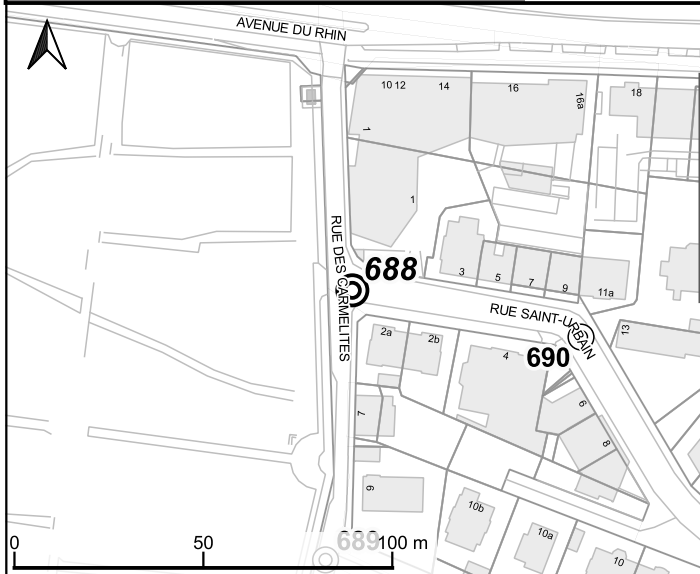 AVENUE DU RHIN
10 12
14
16
16a
18
1
1
RUE DES CARMELITES
688
3
5
7
9
11a
RUE SAINT-URBAIN
13
690
2a
2b
4
6
8
7
9
10b
10a
10
689
0
50
100 m